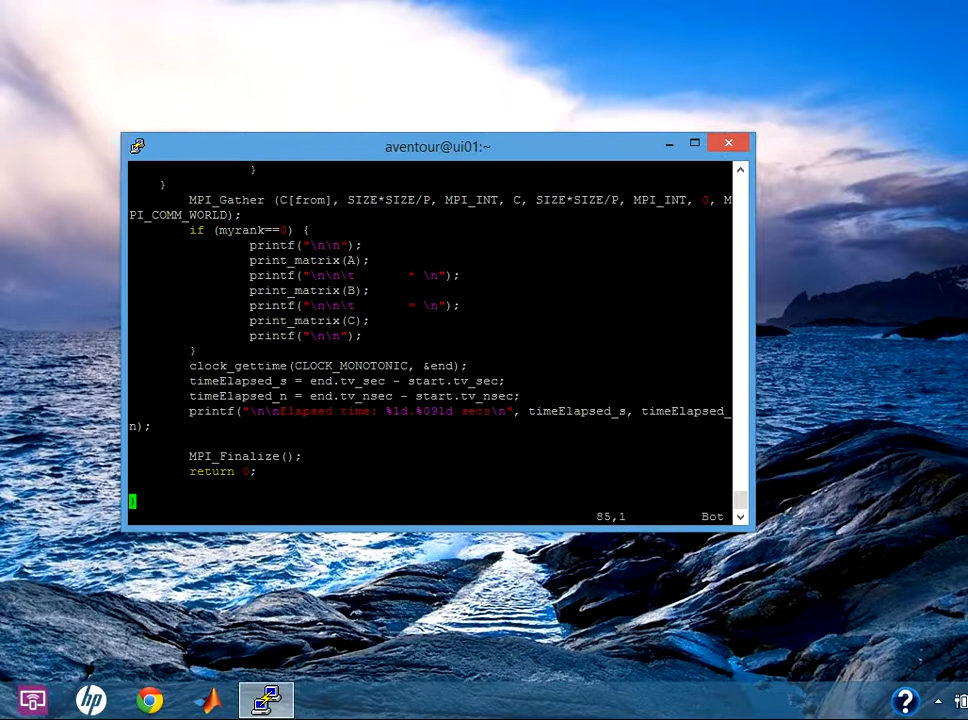 aventour@ui01:~
}
}
MPI_Gather (C[from], SIZE*SIZE/P, MPI_INT, C, SIZE*SIZE/P, MPI_INT, 0, M
PI_COMM_WORLD);
if (myrank==0) {
printf("\n\n");
print_matrix(A);
printf("\n\n\t       * \n");
print_matrix(B);
printf("\n\n\t       = \n");
print_matrix(C);
printf("\n\n");
}
clock_gettime(CLOCK_MONOTONIC, &end);
timeElapsed_s = end.tv_sec - start.tv_sec;
timeElapsed_n = end.tv_nsec - start.tv_nsec;
printf("\n\nElapsed time: %ld.%09ld secs\n", timeElapsed_s, timeElapsed_
n);
MPI_Finalize();
return 0;
}
85,1 Bot
hp
?